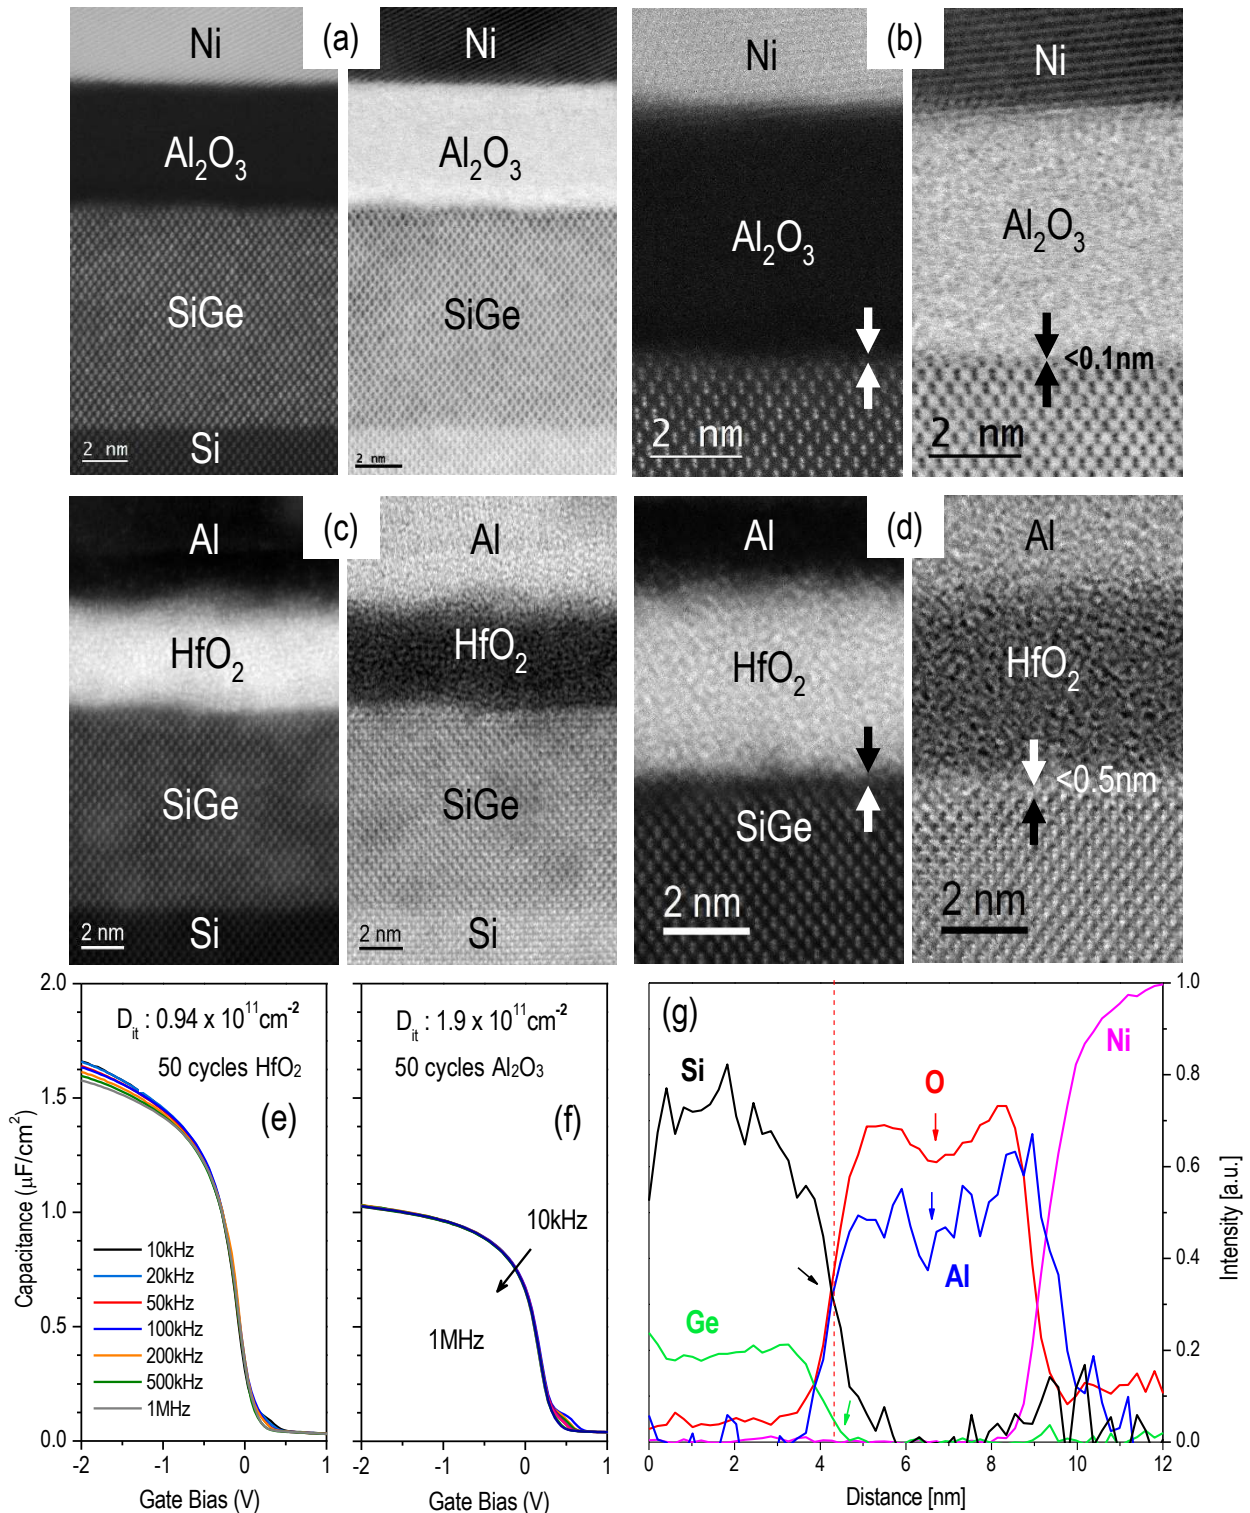 Ni
(a)
Ni
Al₂O₃
Al₂O₃
SiGe
SiGe
Si
2 nm
2 nm
Ni
(b)
Ni
Al₂O₃
Al₂O₃
<0.1nm
2 nm
2 nm
Al
(c)
Al
HfO₂
HfO₂
SiGe
SiGe
Si
Si
2 nm
2 nm
Al
(d)
Al
HfO₂
HfO₂
<0.5nm
SiGe
2 nm
2 nm
Capacitance (µF/cm²)
2.0
1.5
1.0
0.5
0.0
Dit : 0.94 x 10¹¹cm⁻²
50 cycles HfO₂
(e)
10kHz
20kHz
50kHz
100kHz
200kHz
500kHz
1MHz
-2 -1 0 1
Gate Bias (V)
Dit : 1.9 x 10¹¹cm⁻²
50 cycles Al₂O₃
(f)
10kHz
1MHz
-2 -1 0 1
Gate Bias (V)
(g)
Si
O
Ni
Al
Ge
1.0
0.8
0.6
0.4
0.2
0.0
Intensity [a.u.]
0 2 4 6 8 10 12
Distance [nm]